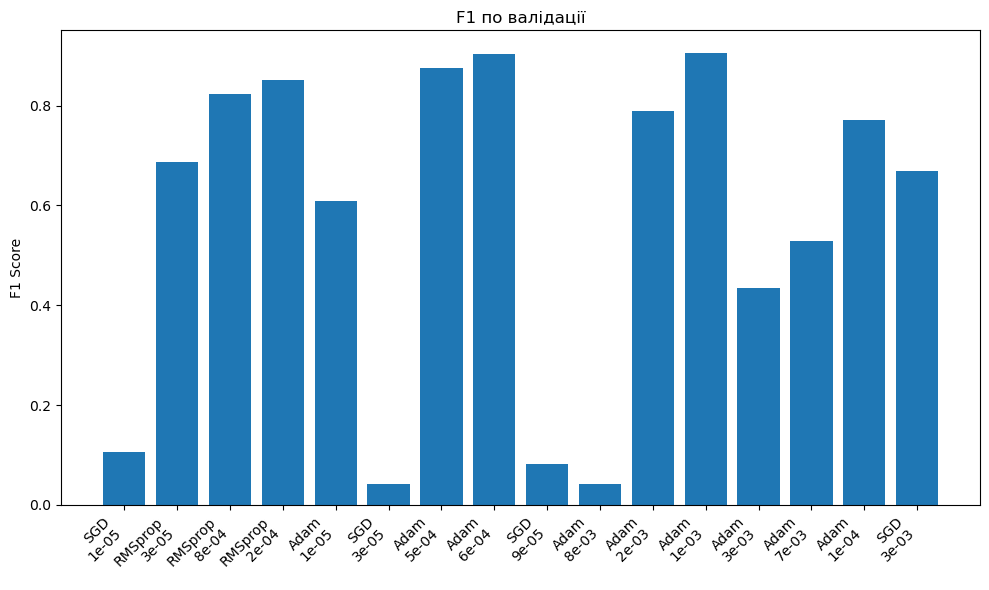 F1 по валідації
F1 Score
0.8
0.6
0.4
0.2
0.0
SGD
1e-05
RMSprop
3e-05
RMSprop
8e-04
RMSprop
2e-04
Adam
1e-05
SGD
3e-05
Adam
5e-04
Adam
6e-04
SGD
9e-05
Adam
8e-03
Adam
2e-03
Adam
1e-03
Adam
3e-03
Adam
7e-03
Adam
1e-04
SGD
3e-03